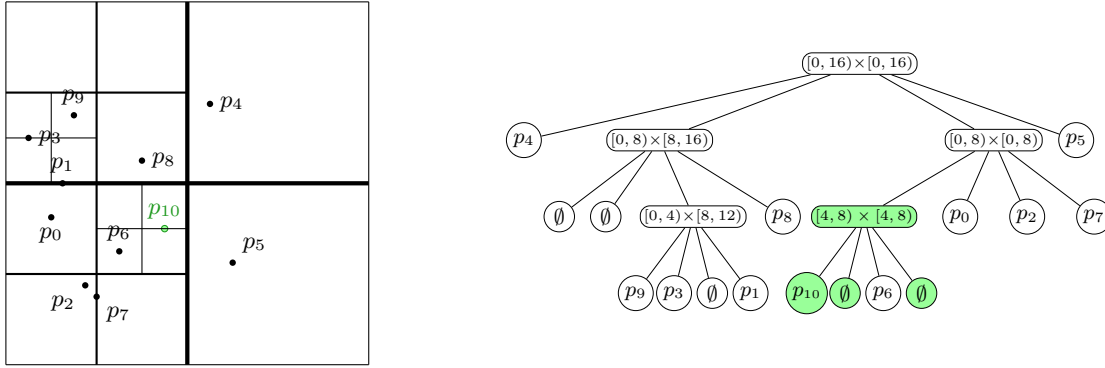 p₉
p₄
p₃
p₁
p₈
p₁₀
p₀
p₆
p₅
p₂
p₇
[0, 16)×[0, 16)
p₄
[0, 8)×[8, 16)
[0, 8)×[0, 8)
p₅
∅ ∅ [0, 4)×[8, 12) p₈ [4, 8) × [4, 8) p₀ p₂ p₇
p₉ p₃ ∅ p₁ p₁₀ ∅ p₆ ∅